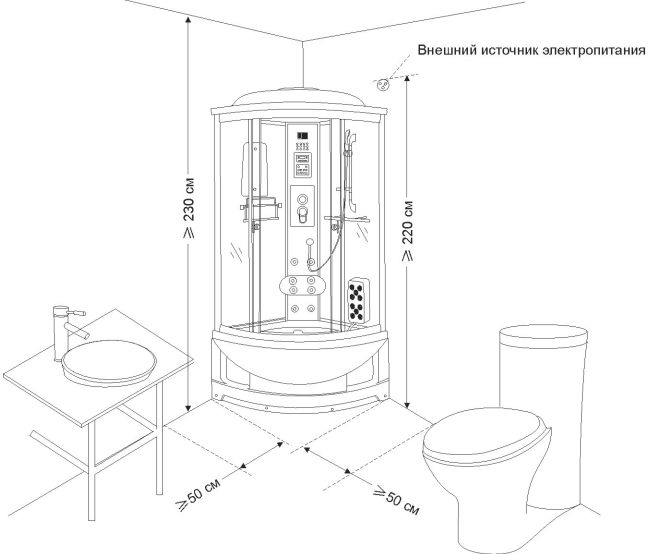 Внешний источник электропитания
⩾ 230 см
⩾ 220 см
⩾50 см
⩾50 см